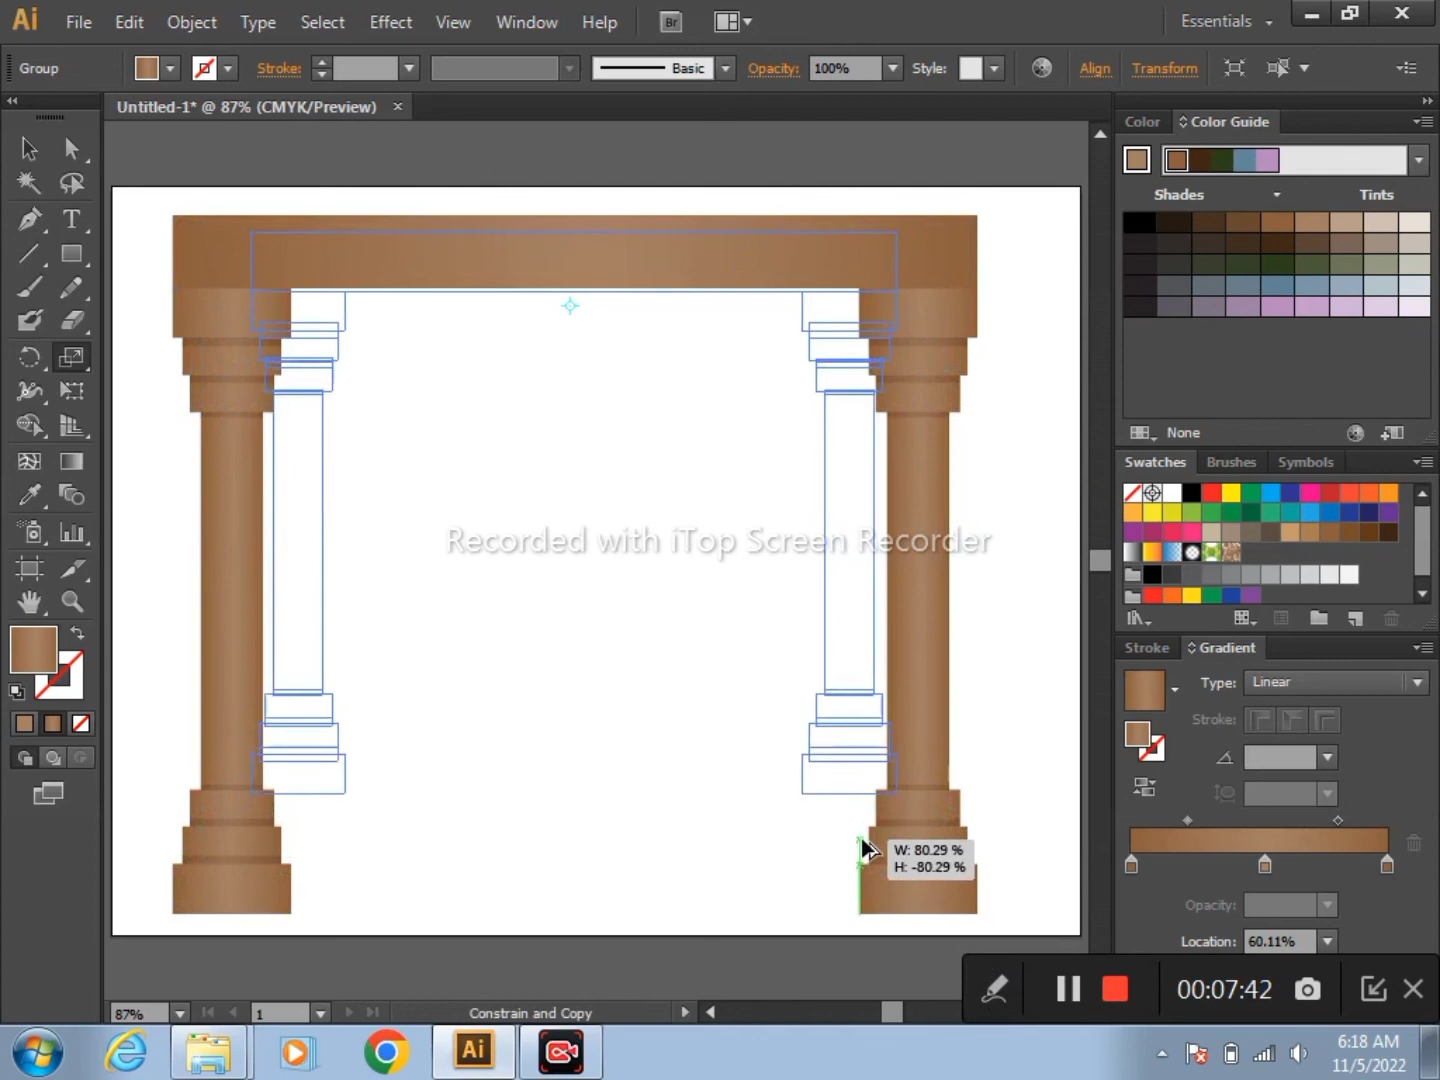 Ai File Edit Object Type Select Effect View Window Help Br Essentials
Group Stroke: Basic Opacity: 100% Style: Align Transform
Untitled-1* @ 87% (CMYK/Preview) ×
Color Color Guide
Shades Tints
None
Swatches Brushes Symbols
Recorded with iTop Screen Recorder
Stroke Gradient
Type: Linear
Stroke:
W: 80.29 %
H: -80.29 %
Opacity:
Location: 60.11%
00:07:42
87% 1 Constrain and Copy
Ai
6:18 AM
11/5/2022